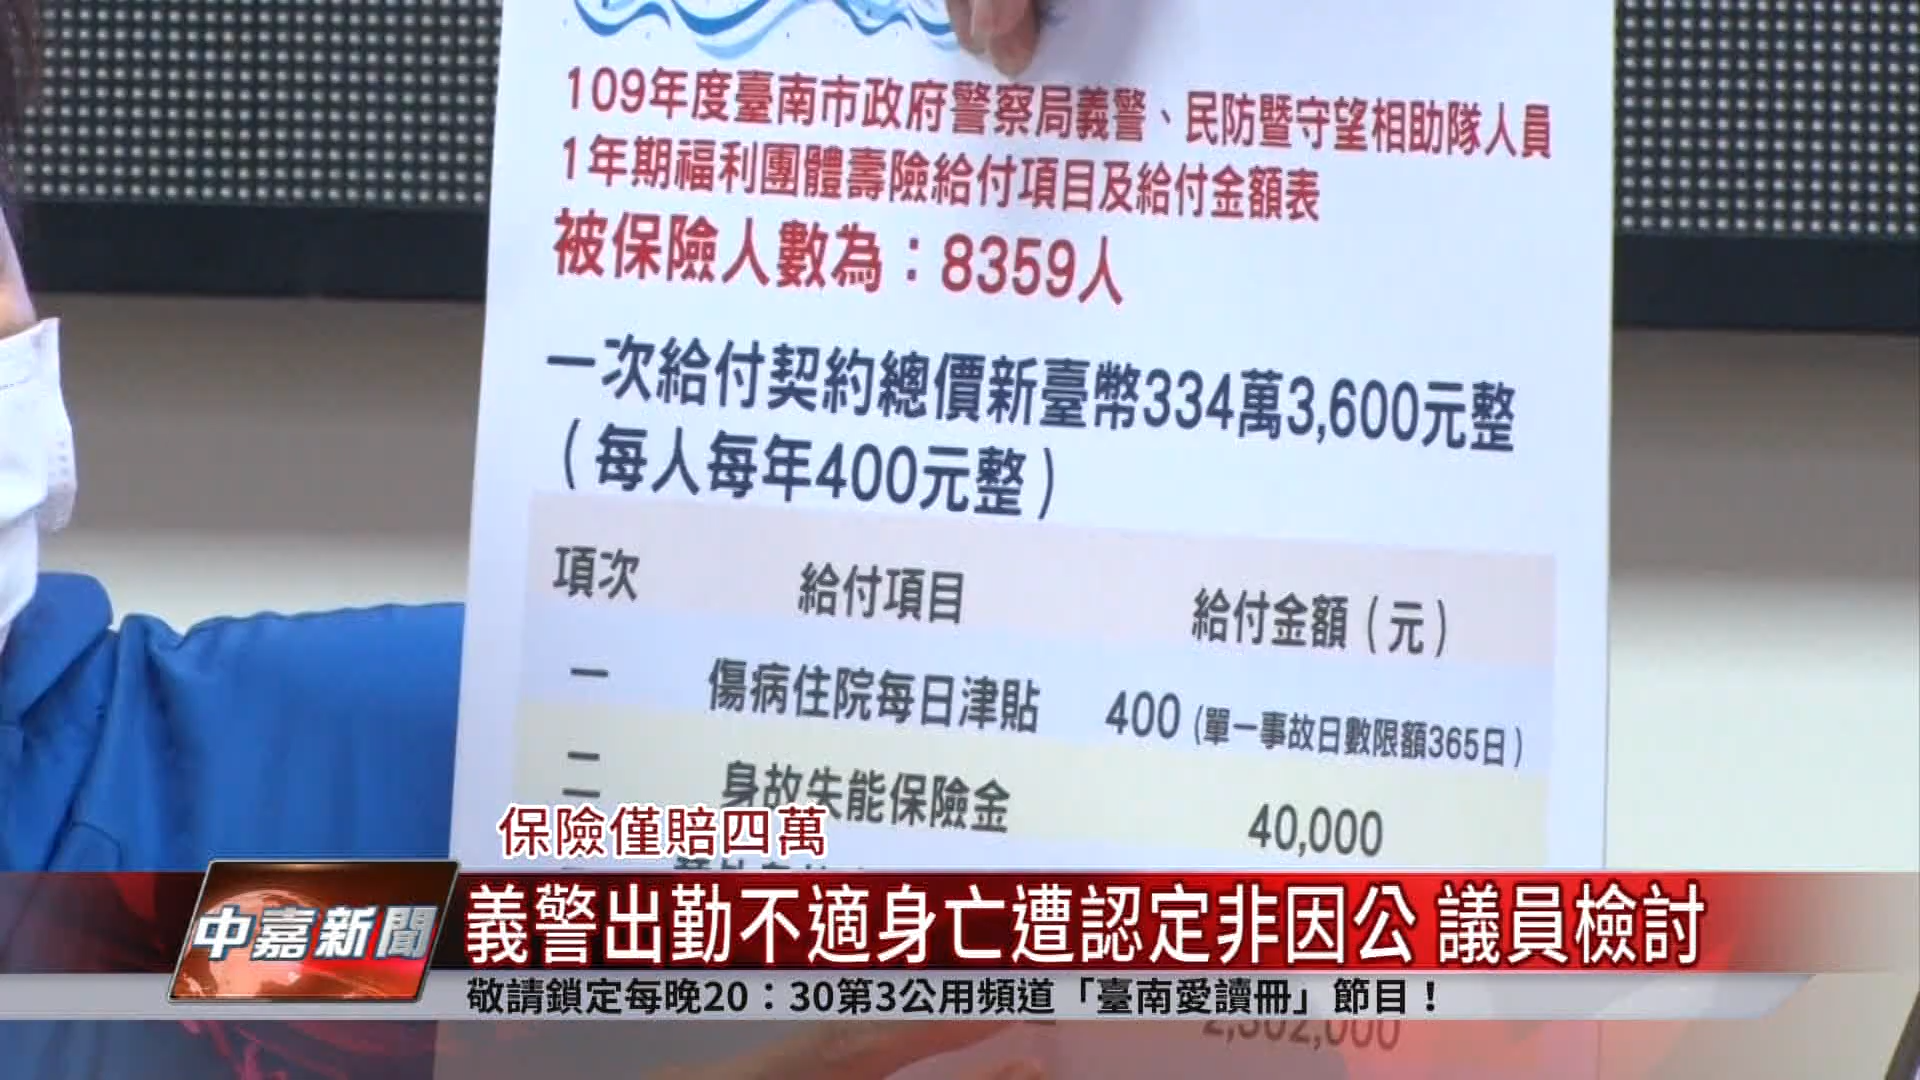 109年度臺南市政府警察局義警、民防暨守望相助隊人員
1年期福利團體壽險給付項目及給付金額表
被保險人數為：8359人
一次給付契約總價新臺幣334萬3,600元整
（每人每年400元整）
項次 給付項目 給付金額（元）
一 傷病住院每日津貼 400（單一事故日數限額365日）
二 身故失能保險金 40,000
保險僅賠四萬
中嘉新聞
義警出勤不適身亡遭認定非因公 議員檢討
敬請鎖定每晚20：30第3公用頻道「臺南愛讀冊」節目！